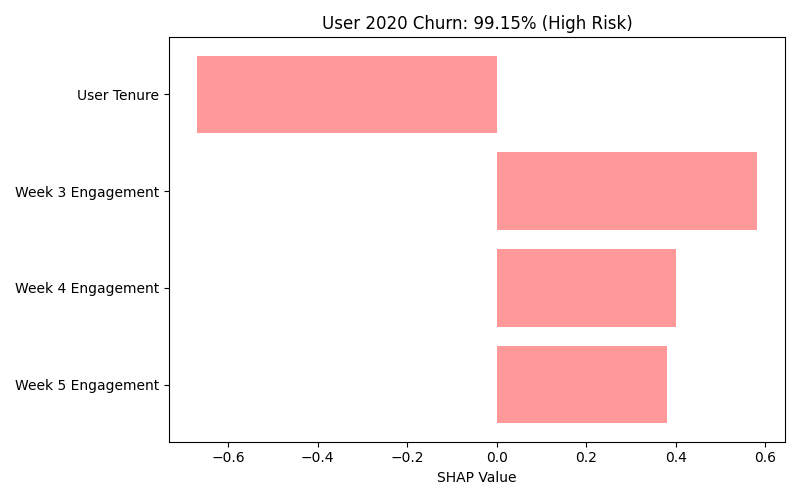 User 2020 Churn: 99.15% (High Risk)
User Tenure
Week 3 Engagement
Week 4 Engagement
Week 5 Engagement
−0.6 −0.4 −0.2 0.0 0.2 0.4 0.6
SHAP Value